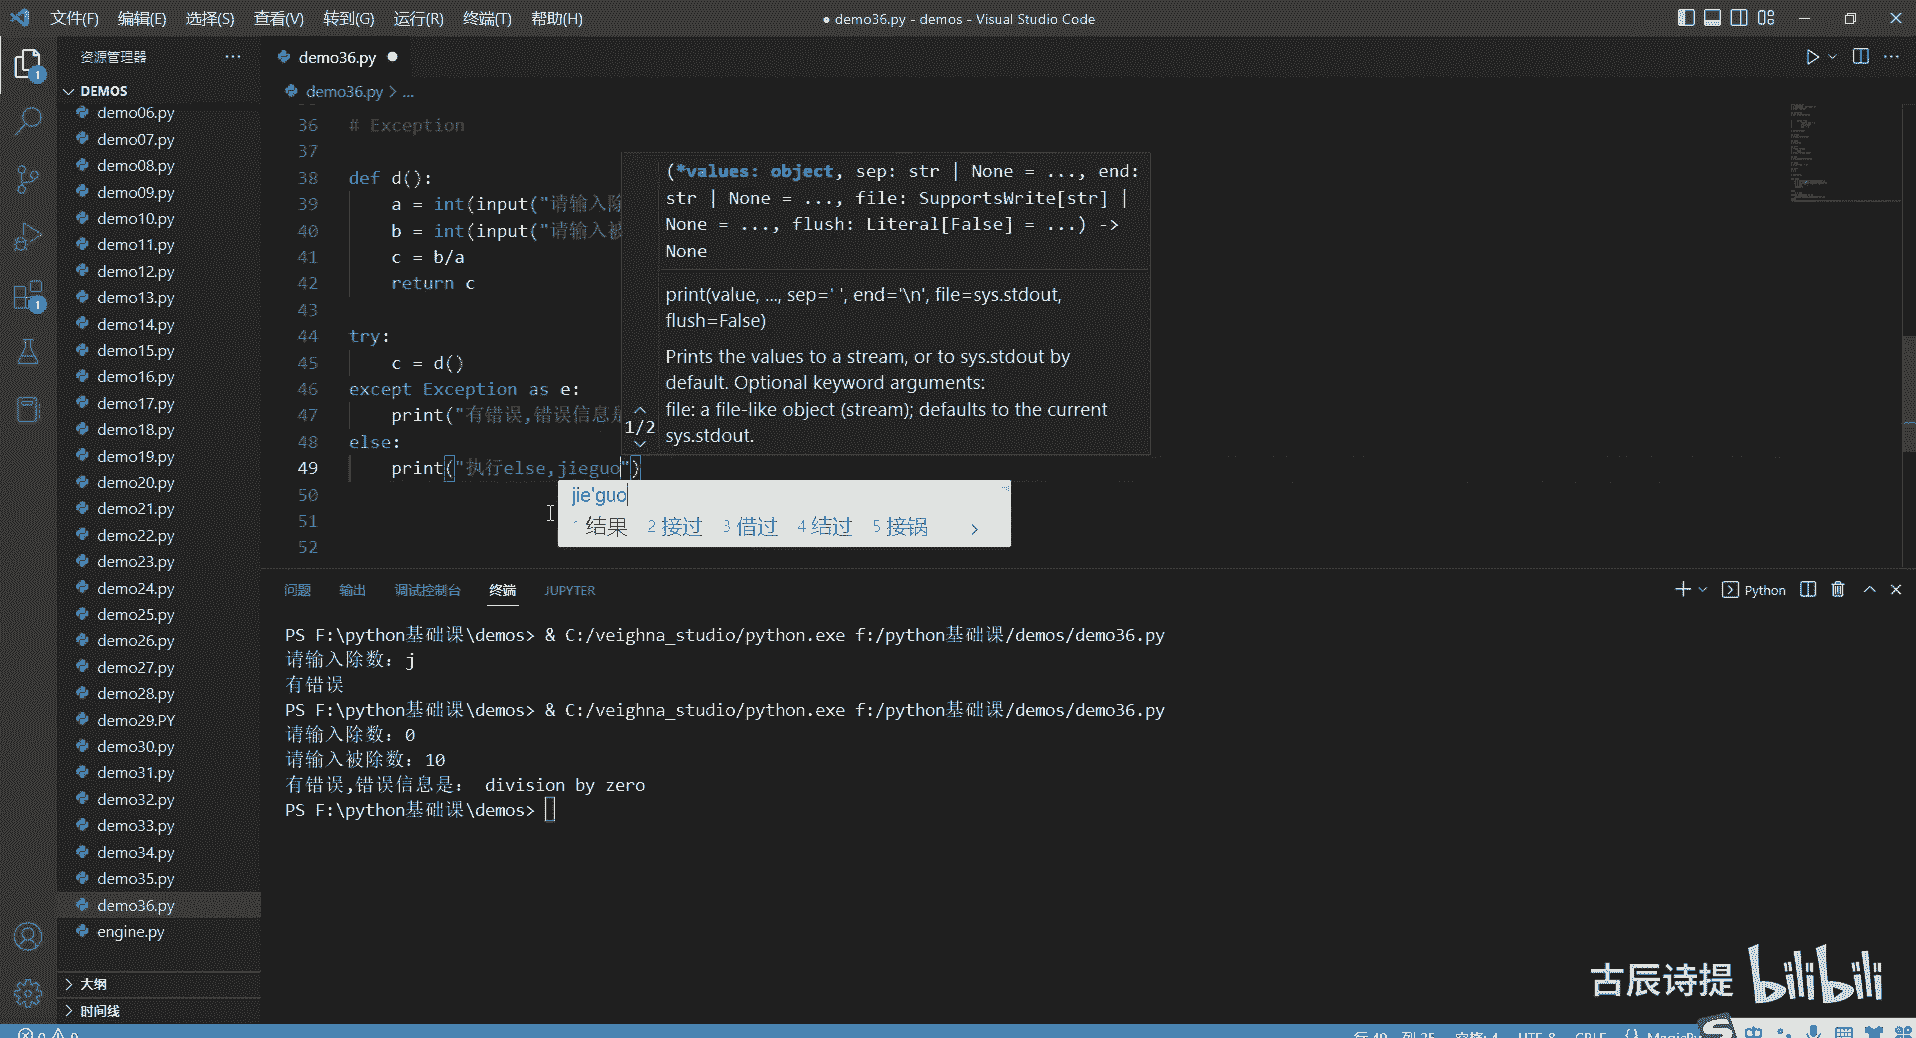 文件(F) 编辑(E) 选择(S) 查看(V) 转到(G) 运行(R) 终端(T) 帮助(H)
● demo36.py - demos - Visual Studio Code
资源管理器
DEMOS
demo06.py
demo07.py
demo08.py
demo09.py
demo10.py
demo11.py
demo12.py
demo13.py
demo14.py
demo15.py
demo16.py
demo17.py
demo18.py
demo19.py
demo20.py
demo21.py
demo22.py
demo23.py
demo24.py
demo25.py
demo26.py
demo27.py
demo28.py
demo29.PY
demo30.py
demo31.py
demo32.py
demo33.py
demo34.py
demo35.py
demo36.py
engine.py
大纲
时间线
1
1
demo36.py
demo36.py > ...
36 # Exception
37
38 def d():
39 a = int(input("请输入除
40 b = int(input("请输入被
41 c = b/a
42 return c
43
44 try:
45 c = d()
46 except Exception as e:
47 print("有错误,错误信息是
48 else:
49 print("执行else,jieguo")
50
51
52
(*values: object, sep: str | None = ..., end:
str | None = ..., file: SupportsWrite[str] |
None = ..., flush: Literal[False] = ...) ->
None
print(value, ..., sep=' ', end='\n', file=sys.stdout,
flush=False)
Prints the values to a stream, or to sys.stdout by
default. Optional keyword arguments:
file: a file-like object (stream); defaults to the current
sys.stdout.
1/2
jie'guo
1 结果 2 接过 3 借过 4 结过 5 接锅
问题 输出 调试控制台 终端 JUPYTER
Python
PS F:\python基础课\demos> & C:/veighna_studio/python.exe f:/python基础课/demos/demo36.py
请输入除数：j
有错误
PS F:\python基础课\demos> & C:/veighna_studio/python.exe f:/python基础课/demos/demo36.py
请输入除数：0
请输入被除数：10
有错误,错误信息是： division by zero
PS F:\python基础课\demos>
古辰诗提
bilibili
行 49, 列 25 空格: 4 UTF-8 CRLF